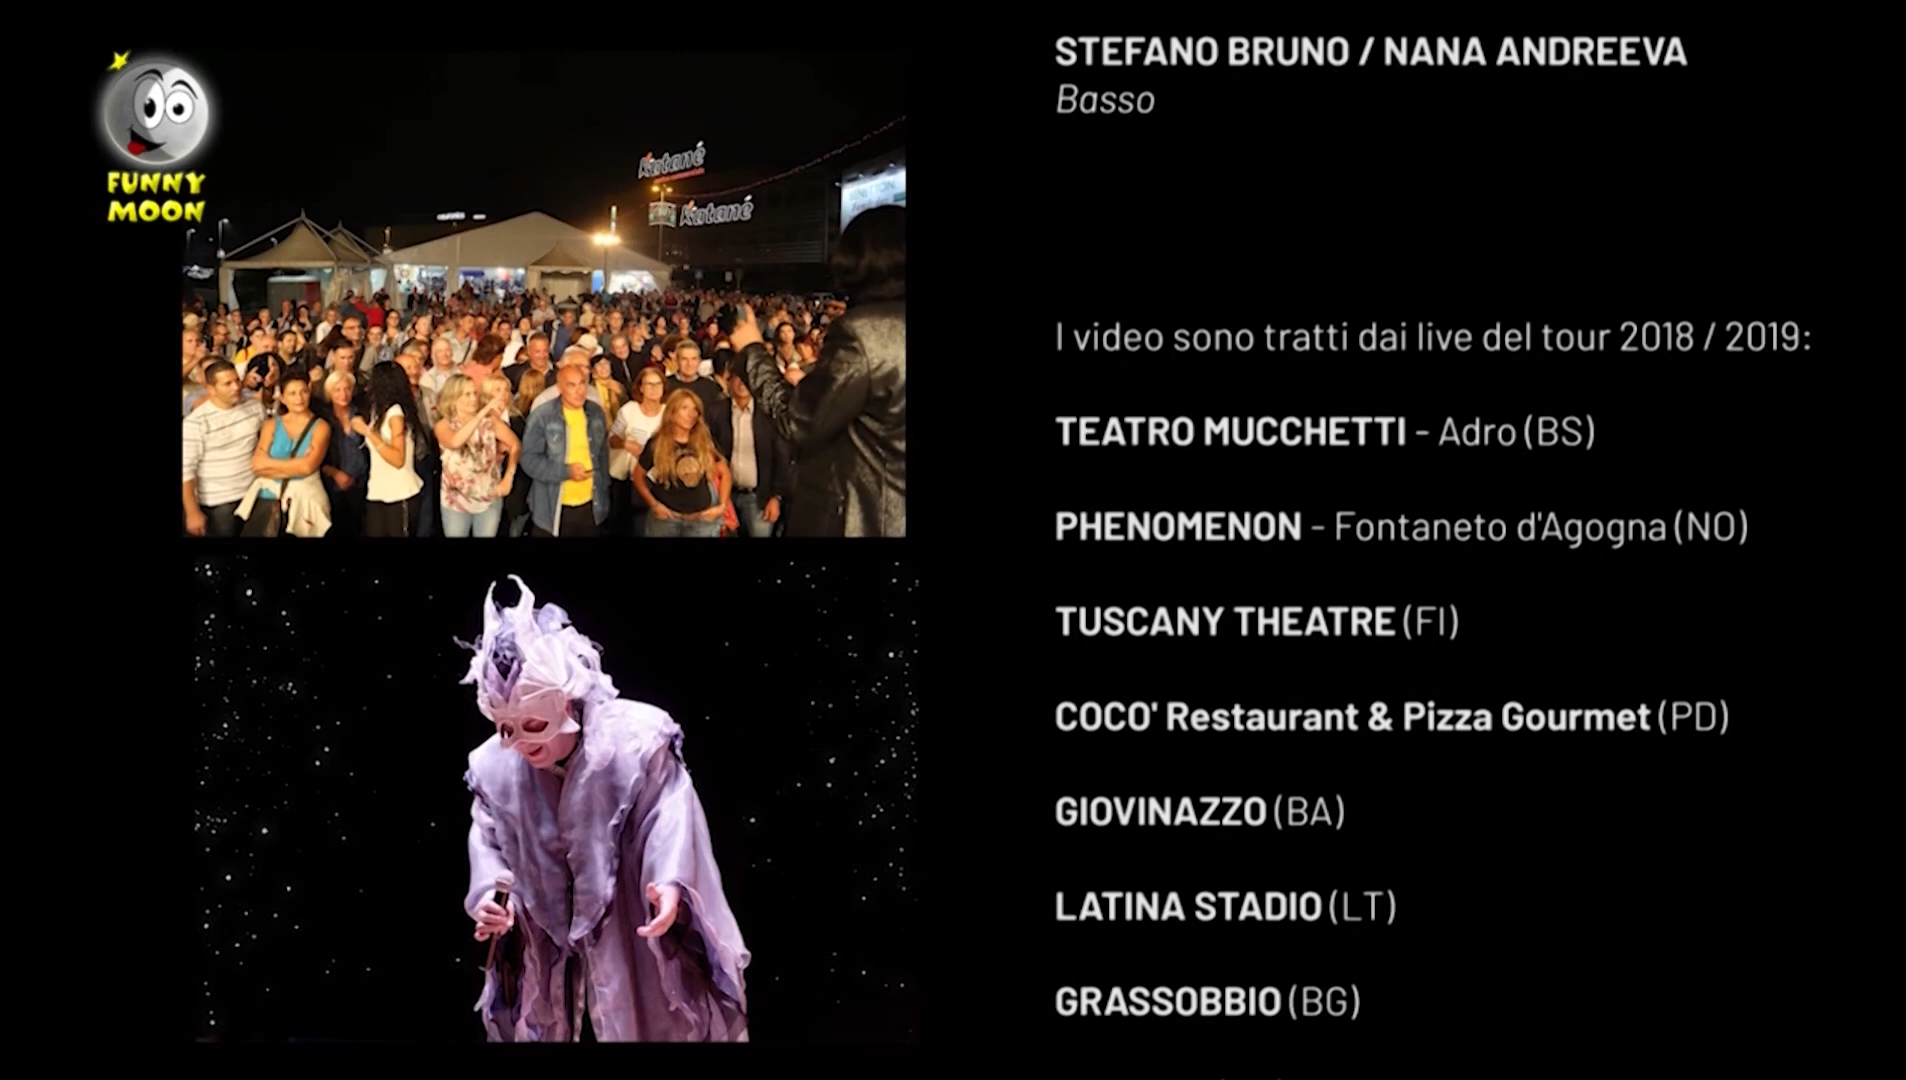 FUNNY
MOON
Katané
Katané
STEFANO BRUNO / NANA ANDREEVA
Basso
I video sono tratti dai live del tour 2018 / 2019:
TEATRO MUCCHETTI - Adro (BS)
PHENOMENON - Fontaneto d'Agogna (NO)
TUSCANY THEATRE (FI)
COCO' Restaurant & Pizza Gourmet (PD)
GIOVINAZZO (BA)
LATINA STADIO (LT)
GRASSOBBIO (BG)